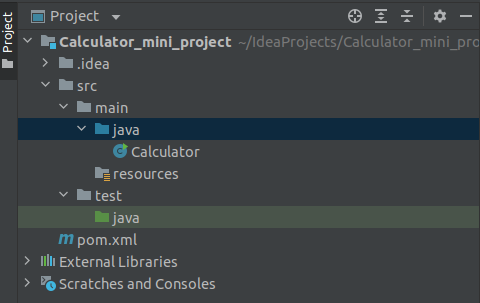 Project
Project
Calculator_mini_project ~/IdeaProjects/Calculator_mini_pro
.idea
src
main
java
Calculator
resources
test
java
pom.xml
External Libraries
Scratches and Consoles